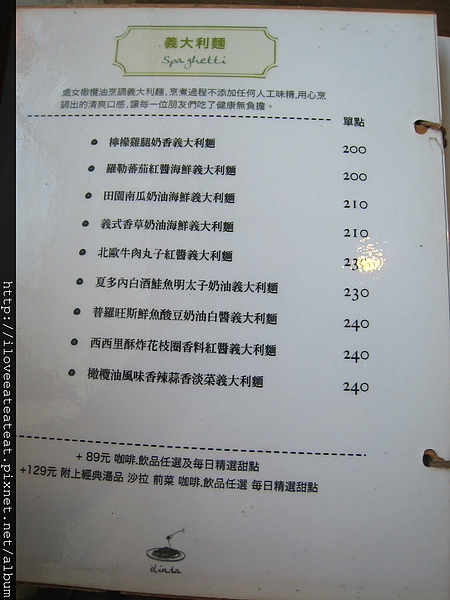 義大利麵
Spaghetti
處女橄欖油烹調義大利麵,烹煮過程不添加任何人工味精,用心烹
調出的清爽口感,讓每一位朋友們吃了健康無負擔。
單點
檸檬雞腿奶香義大利麵 200
羅勒蕃茄紅醬海鮮義大利麵 200
田園南瓜奶油海鮮義大利麵 210
義式香草奶油海鮮義大利麵 210
北歐牛肉丸子紅醬義大利麵 230
夏多內白酒鮭魚明太子奶油義大利麵 230
普羅旺斯鮮魚酸豆奶油白醬義大利麵 240
西西里酥炸花枝圈香料紅醬義大利麵 240
橄欖油風味香辣蒜香淡菜義大利麵 240
+ 89元 咖啡.飲品任選及每日精選甜點
+129元 附上經典湯品 沙拉 前菜 咖啡.飲品任選 每日精選甜點
http://iloveeateateat.pixnet.net/album